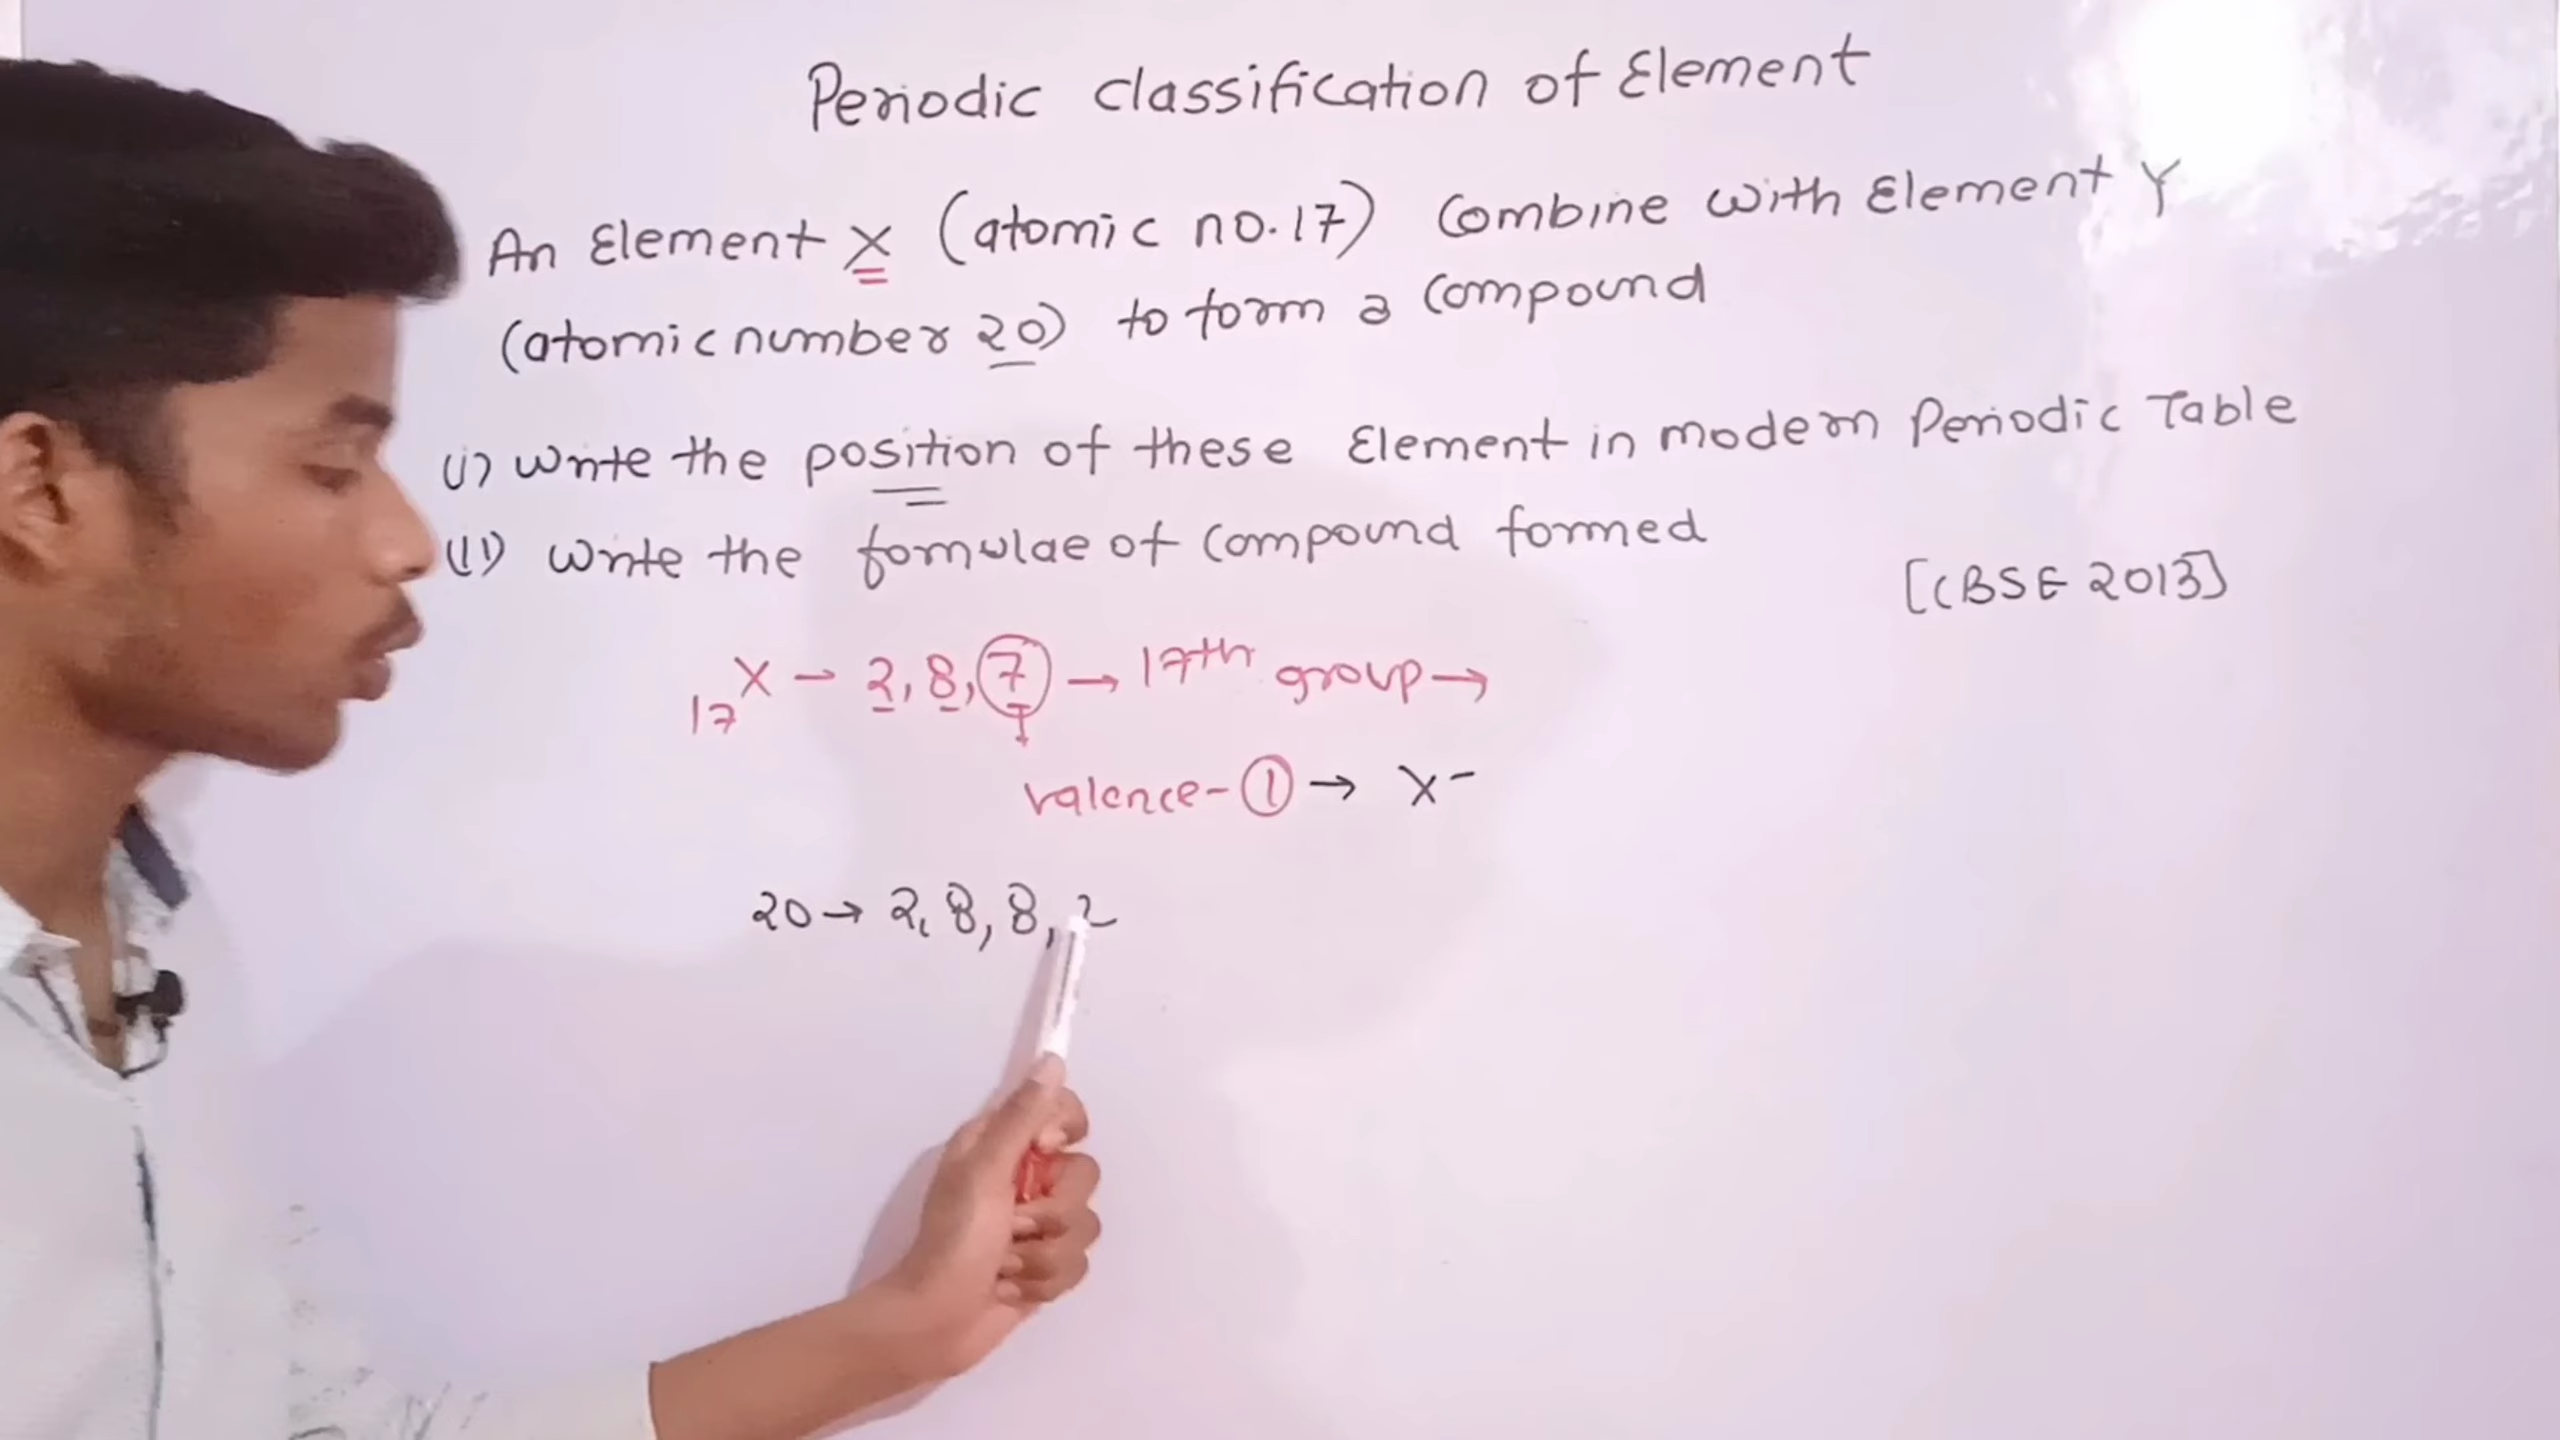 Periodic classification of Element
An Element X (atomic no. 17) Combine with Element Y
(atomic number 20) to form a Compound
(i) Write the position of these Element in modern Periodic Table
(ii) Write the formulae of Compound formed
[CBSE 2013]
17X - 2, 8, 7 → 17th group →
valence - 1 → X-
20 → 2, 8, 8, 2